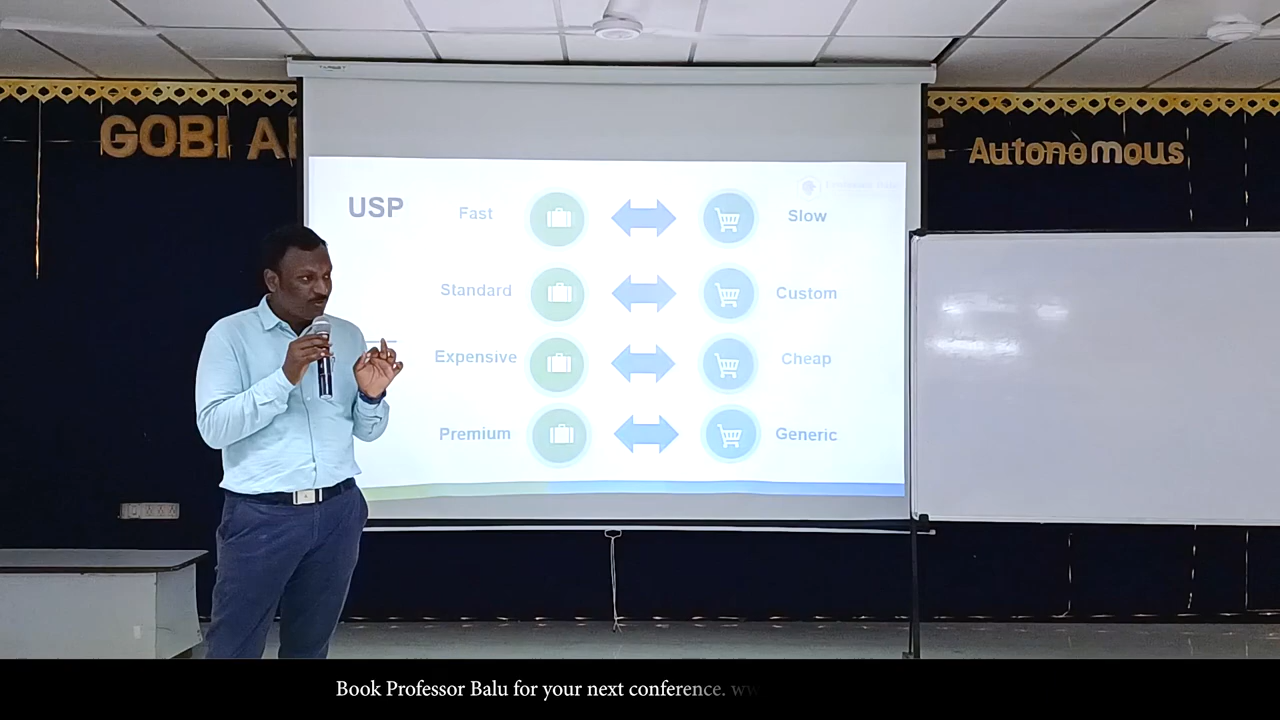 GOBI A
Autonomous
USP
Fast
Slow
Standard
Custom
Expensive
Cheap
Premium
Generic
Book Professor Balu for your next conference.